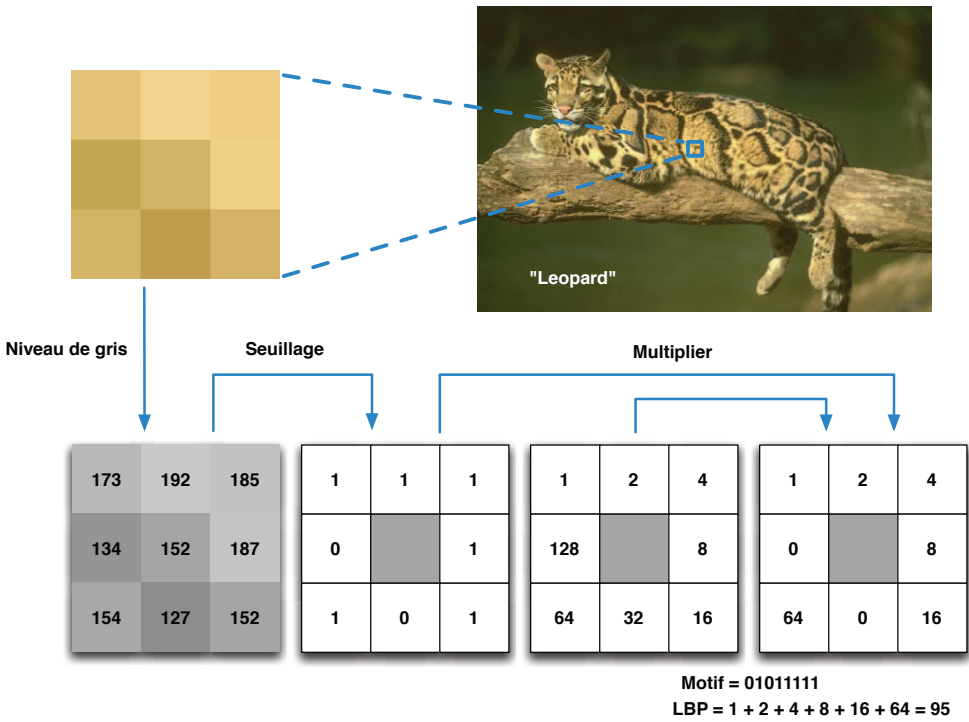 "Leopard"
Niveau de gris Seuillage Multiplier
173 192 185 1 1 1 1 2 4 1 2 4
134 152 187 0 1 128 8 0 8
154 127 152 1 0 1 64 32 16 64 0 16
Motif = 01011111
LBP = 1 + 2 + 4 + 8 + 16 + 64 = 95